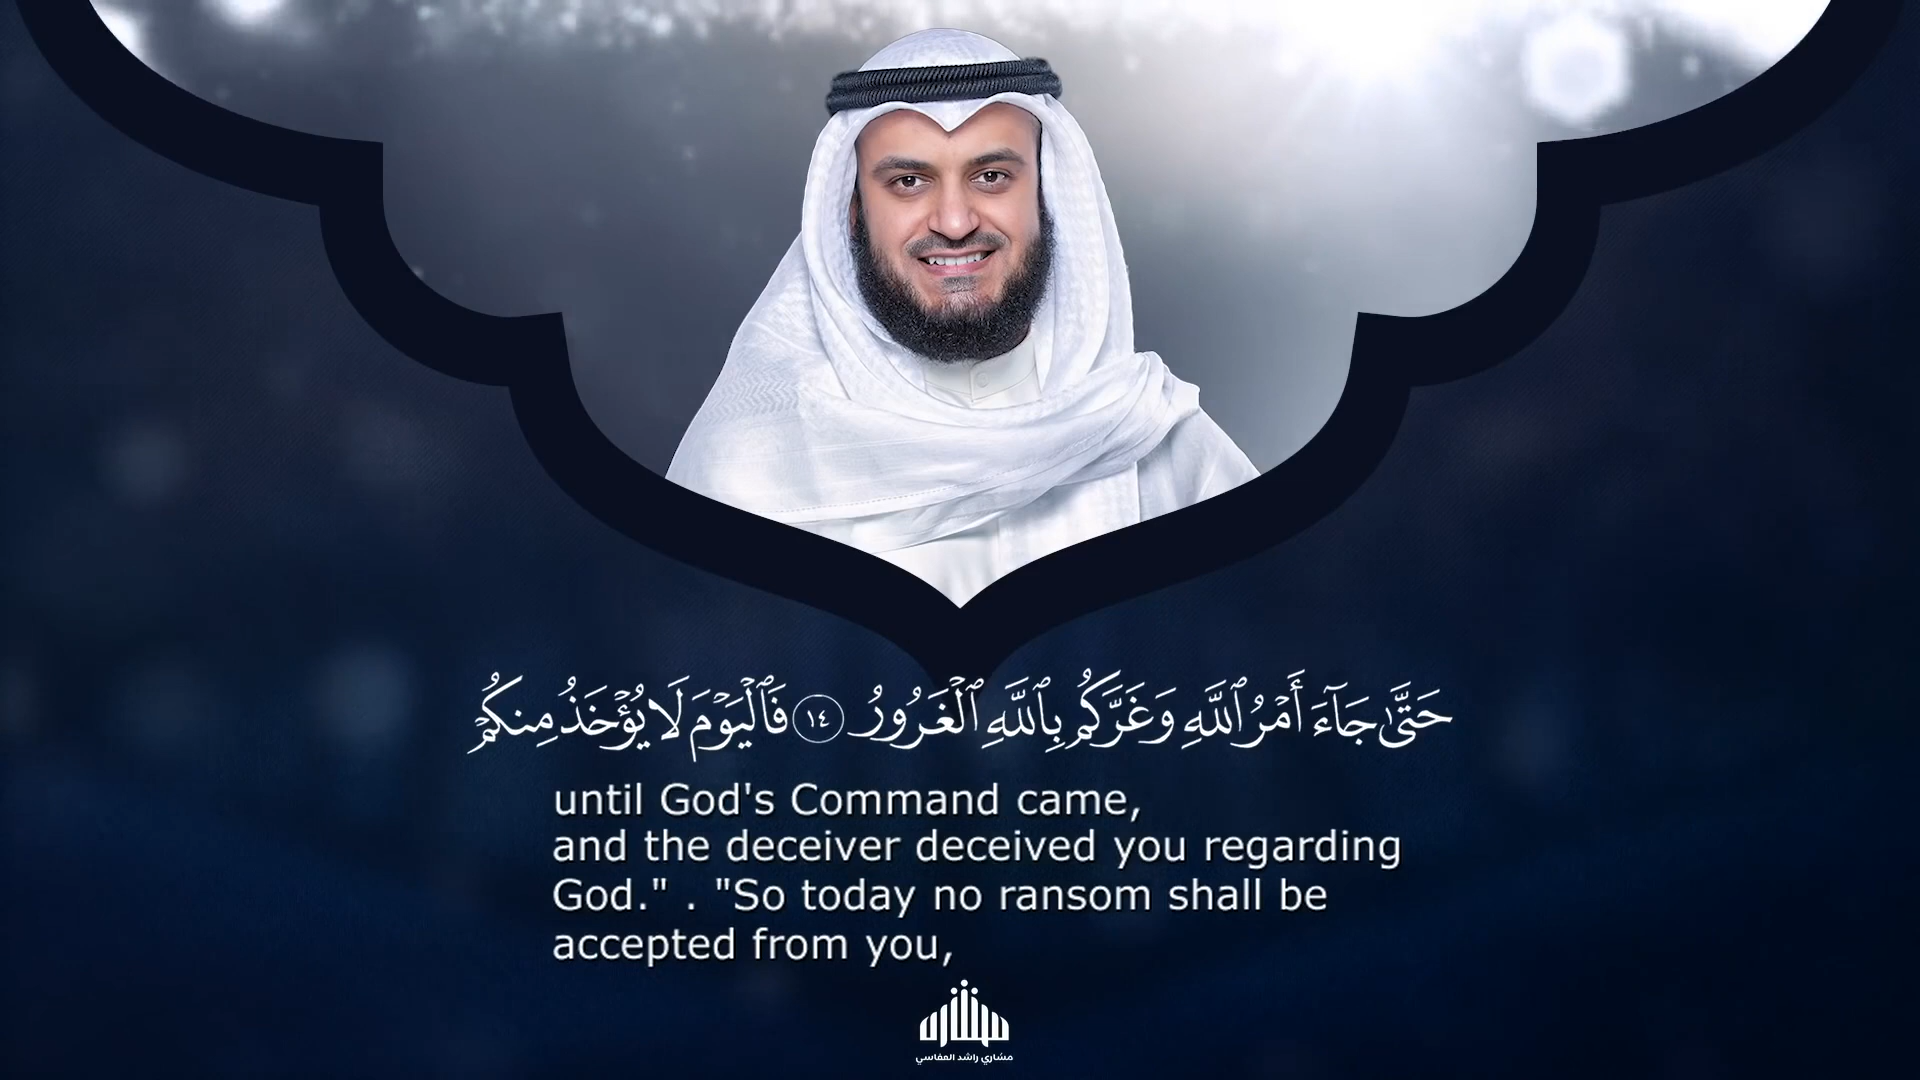 حَتَّىٰ جَآءَ أَمْرُ ٱللَّهِ وَغَرَّكُم بِٱللَّهِ ٱلْغَرُورُ ١٤ فَٱلْيَوْمَ لَا يُؤْخَذُ مِنكُمْ
until God's Command came,
and the deceiver deceived you regarding
God." . "So today no ransom shall be
accepted from you,
مشاري راشد العفاسي